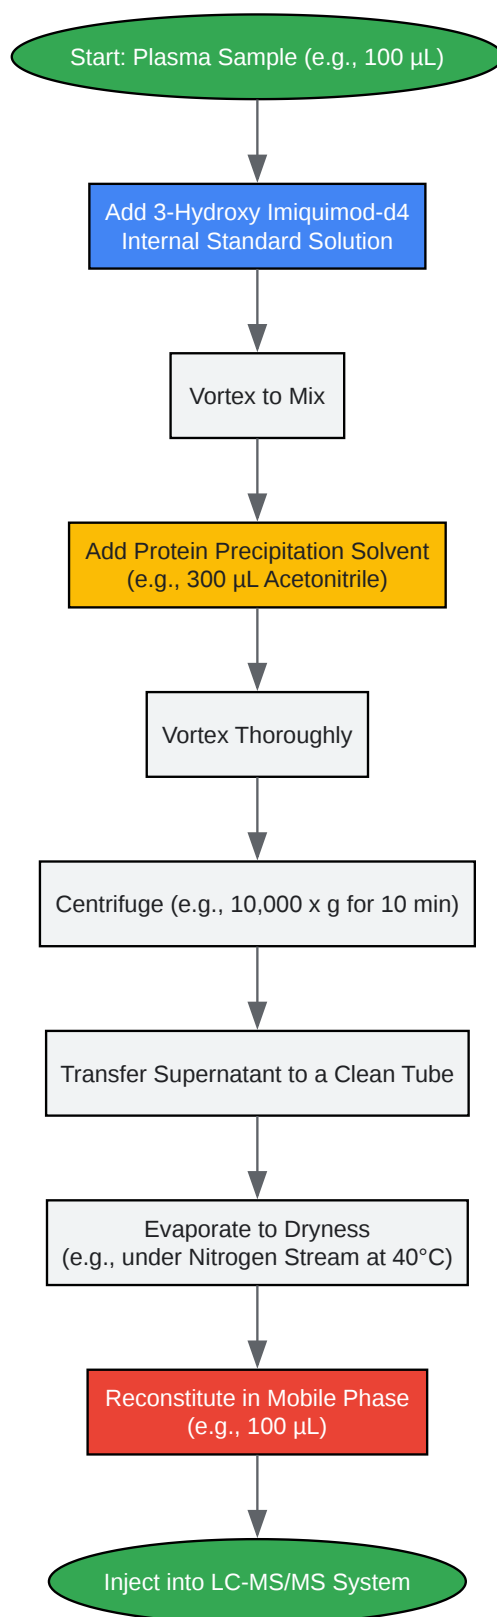 Start: Plasma Sample (e.g., 100 µL)
Add 3-Hydroxy Imiquimod-d4
Internal Standard Solution
Vortex to Mix
Add Protein Precipitation Solvent
(e.g., 300 µL Acetonitrile)
Vortex Thoroughly
Centrifuge (e.g., 10,000 x g for 10 min)
Transfer Supernatant to a Clean Tube
Evaporate to Dryness
(e.g., under Nitrogen Stream at 40°C)
Reconstitute in Mobile Phase
(e.g., 100 µL)
Inject into LC-MS/MS System